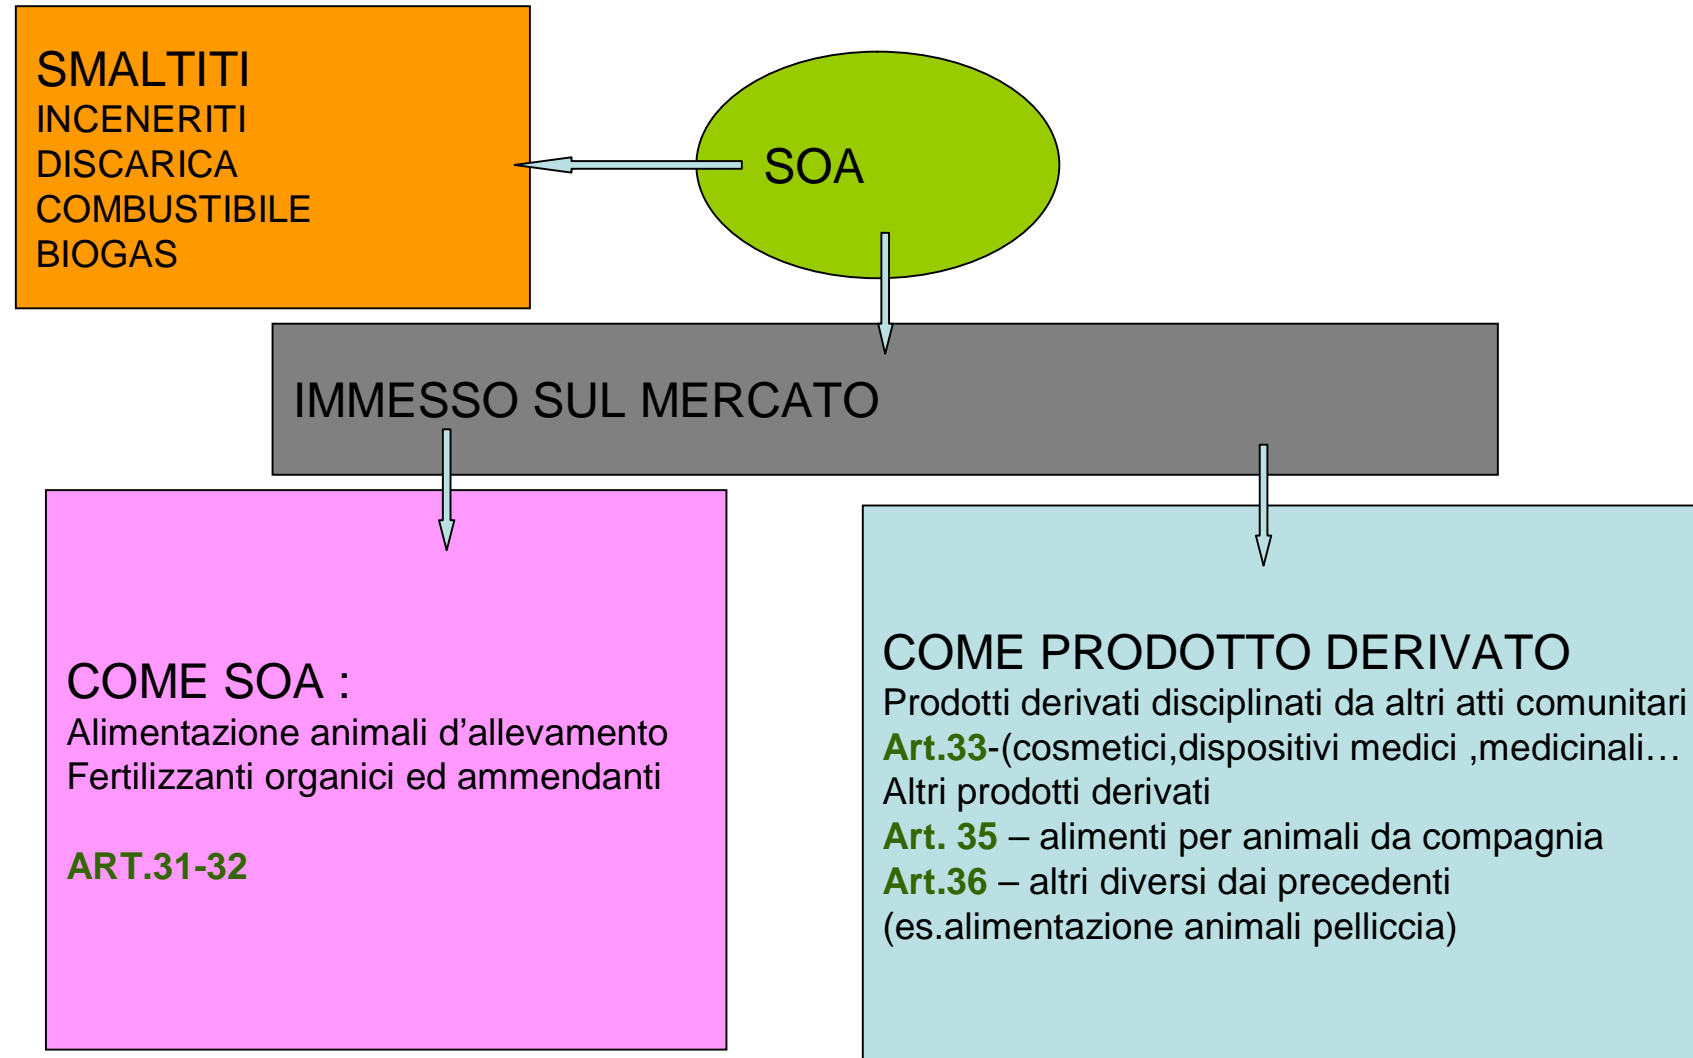 SMALTITI
INCENERITI
DISCARICA
COMBUSTIBILE
BIOGAS
SOA
IMMESSO SUL MERCATO
COME SOA :
Alimentazione animali d’allevamento
Fertilizzanti organici ed ammendanti
ART.31-32
COME PRODOTTO DERIVATO
Prodotti derivati disciplinati da altri atti comunitari
Art.33-(cosmetici,dispositivi medici ,medicinali…
Altri prodotti derivati
Art. 35 – alimenti per animali da compagnia
Art.36 – altri diversi dai precedenti
(es.alimentazione animali pelliccia)